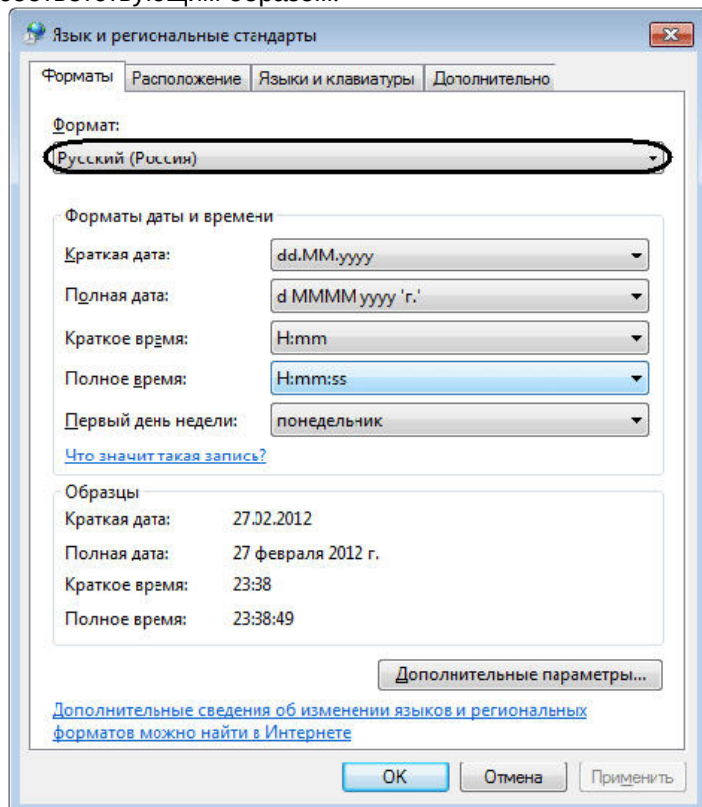 соответствующим образом.
Язык и региональные стандарты
Форматы Расположение Языки и клавиатуры Дополнительно
Формат:
Русский (Россия)
Форматы даты и времени
Краткая дата: dd.MM.yyyy
Полная дата: d MMMM yyyy 'г.'
Краткое время: H:mm
Полное время: H:mm:ss
Первый день недели: понедельник
Что значит такая запись?
Образцы
Краткая дата: 27.02.2012
Полная дата: 27 февраля 2012 г.
Краткое время: 23:38
Полное время: 23:38:49
Дополнительные параметры...
Дополнительные сведения об изменении языков и региональных
форматов можно найти в Интернете
OK Отмена Применить